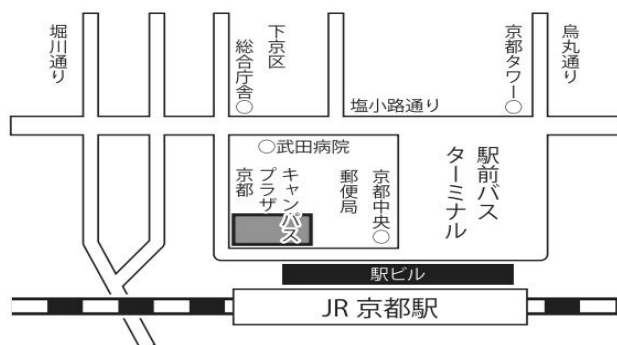 堀川通り
下京区
総合庁舎
塩小路通り
京都タワー
烏丸通り
武田病院
キャンパス
プラザ
京都
京都中央
郵便局
駅前バス
ターミナル
駅ビル
JR 京都駅